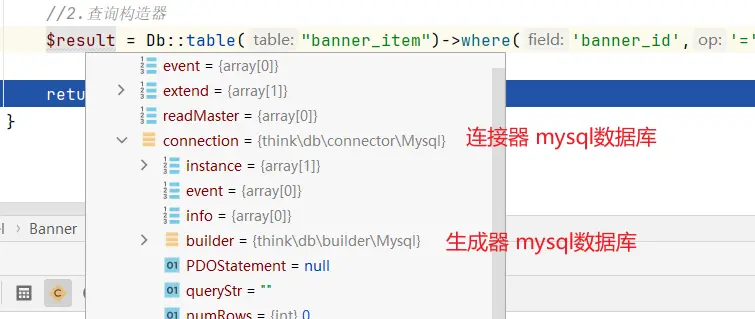 //2.查询构造器
$result = Db::table( table: "banner_item")->where( field: 'banner_id', op: '='
event = {array[0]}
retu
extend = {array[1]}
readMaster = {array[0]}
}
connection = {think\db\connector\Mysql}
连接器 mysql数据库
instance = {array[1]}
event = {array[0]}
info = {array[0]}
Banner
builder = {think\db\builder\Mysql}
生成器 mysql数据库
PDOStatement = null
queryStr = ""
numRows = {int} 0